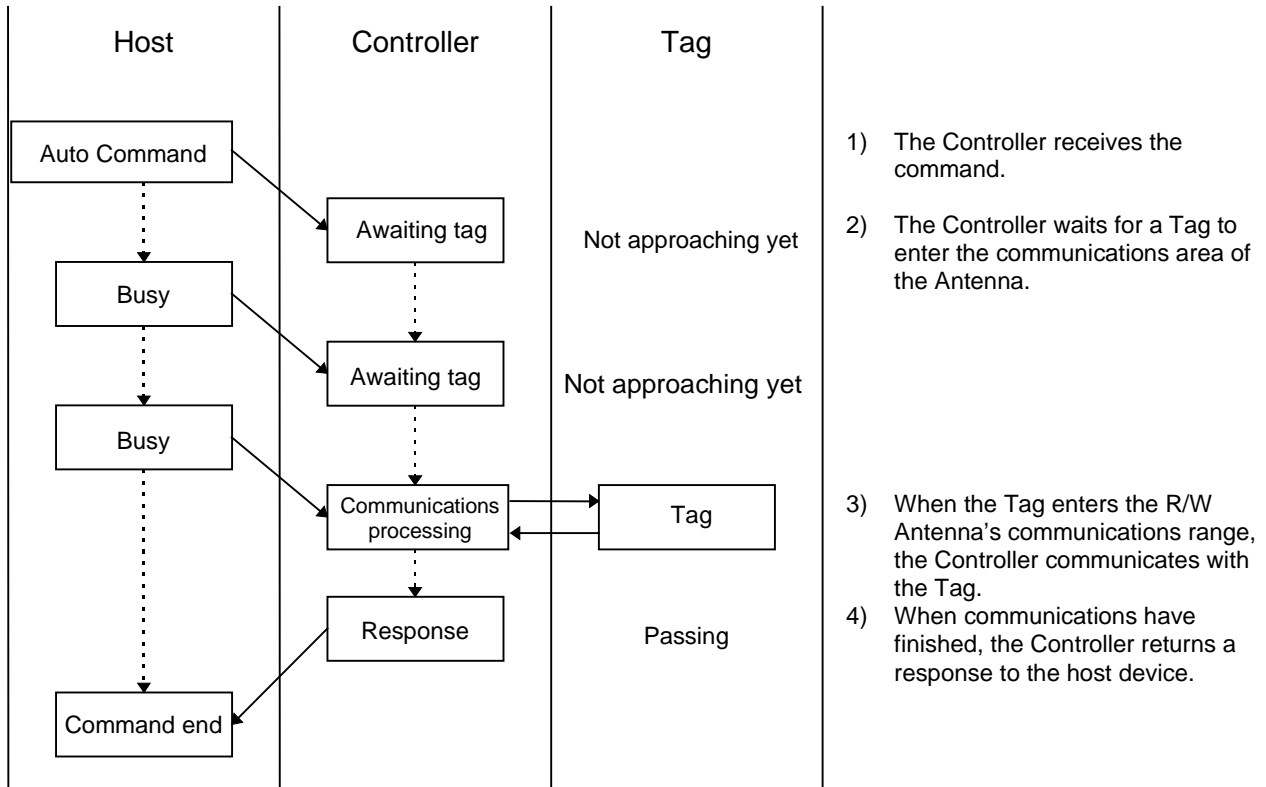 Host
Controller
Tag
Auto Command
Awaiting tag
Not approaching yet
Busy
Awaiting tag
Not approaching yet
Busy
Communications
processing
Tag
Response
Passing
Command end
1) The Controller receives the
command.
2) The Controller waits for a Tag to
enter the communications area of
the Antenna.
3) When the Tag enters the R/W
Antenna’s communications range,
the Controller communicates with
the Tag.
4) When communications have
finished, the Controller returns a
response to the host device.